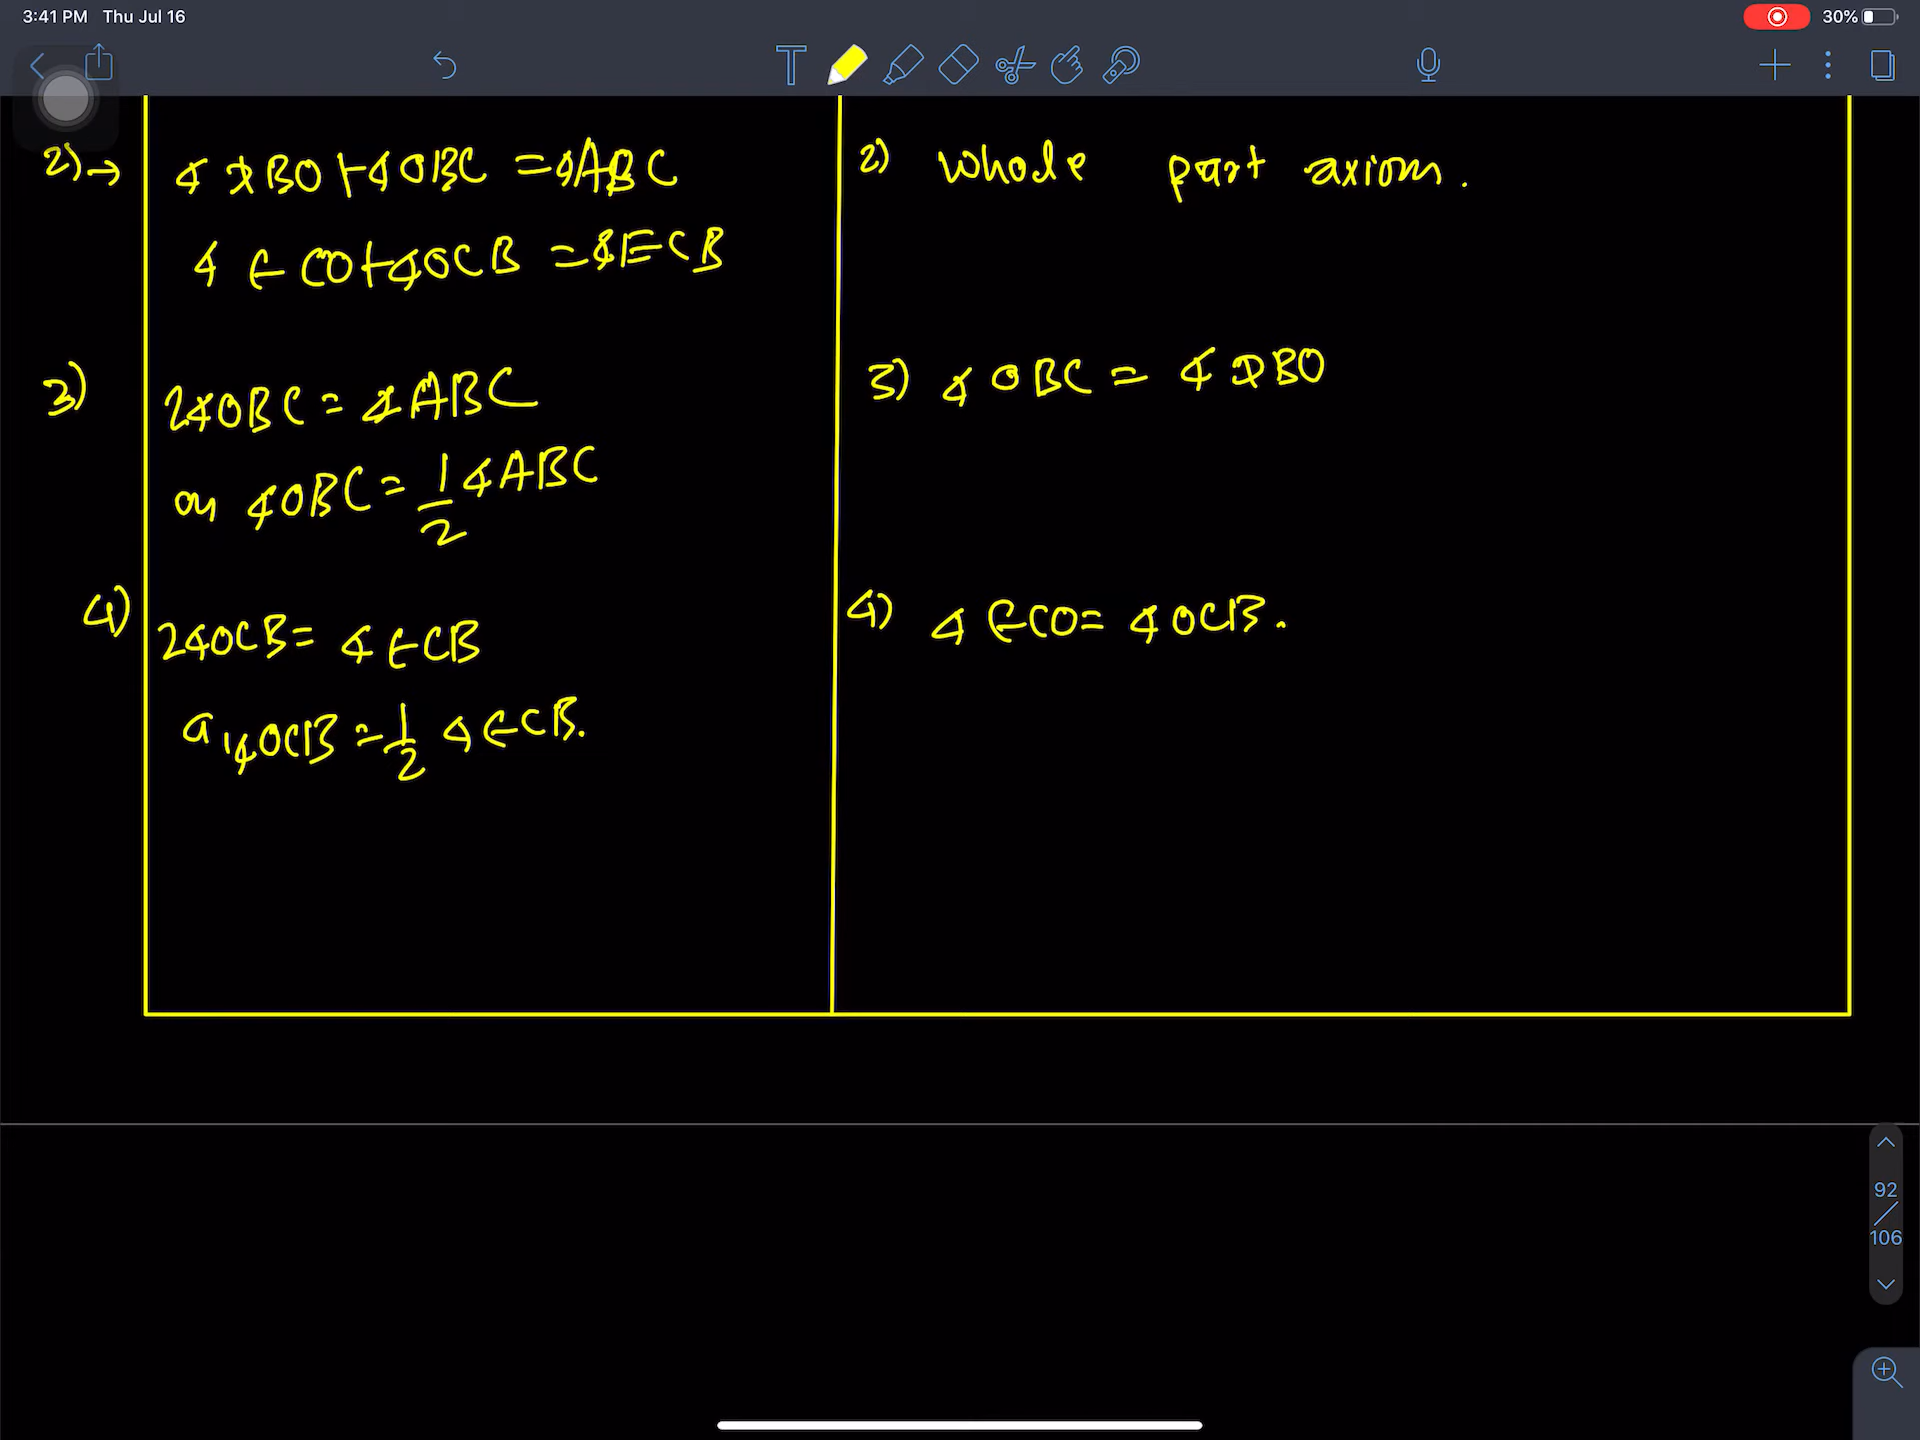 3:41 PM Thu Jul 16
30%
2)→ ∡DBO+∡OBC =∡ABC
∡ECO+∡OCB =∡ECB
2) Whole part axiom.
3) 2∡OBC = ∡ABC
or ∡OBC = 1/2 ∡ABC
3) ∡OBC = ∡DBO
4) 2∡OCB= ∡ECB
∡OCB = 1/2 ∡ECB.
4) ∡ECO= ∡OCB.
92
/
106